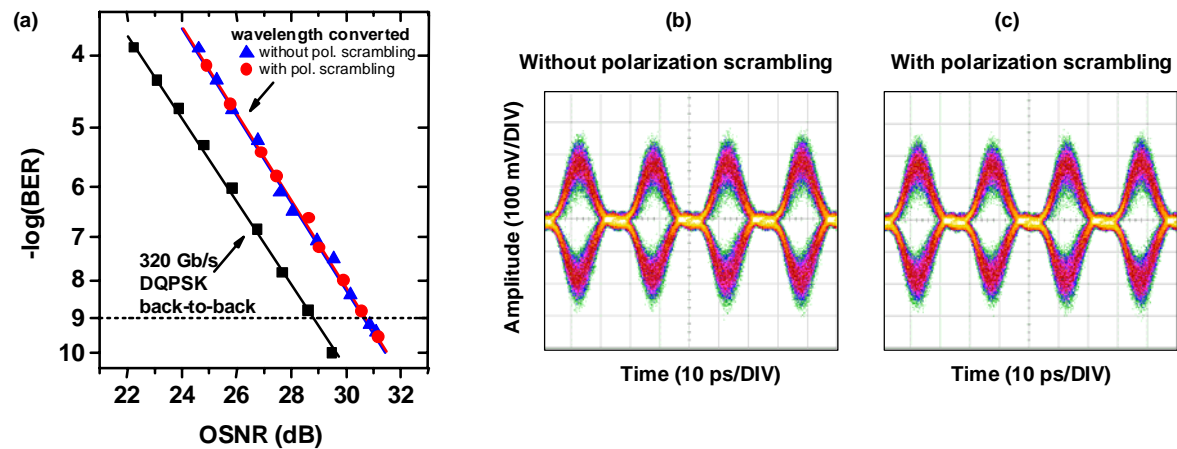 (a)
wavelength converted
without pol. scrambling
with pol. scrambling
320 Gb/s
DQPSK
back-to-back
-log(BER)
4
5
6
7
8
9
10
22 24 26 28 30 32
OSNR (dB)
(b)
Without polarization scrambling
Amplitude (100 mV/DIV)
Time (10 ps/DIV)
(c)
With polarization scrambling
Time (10 ps/DIV)